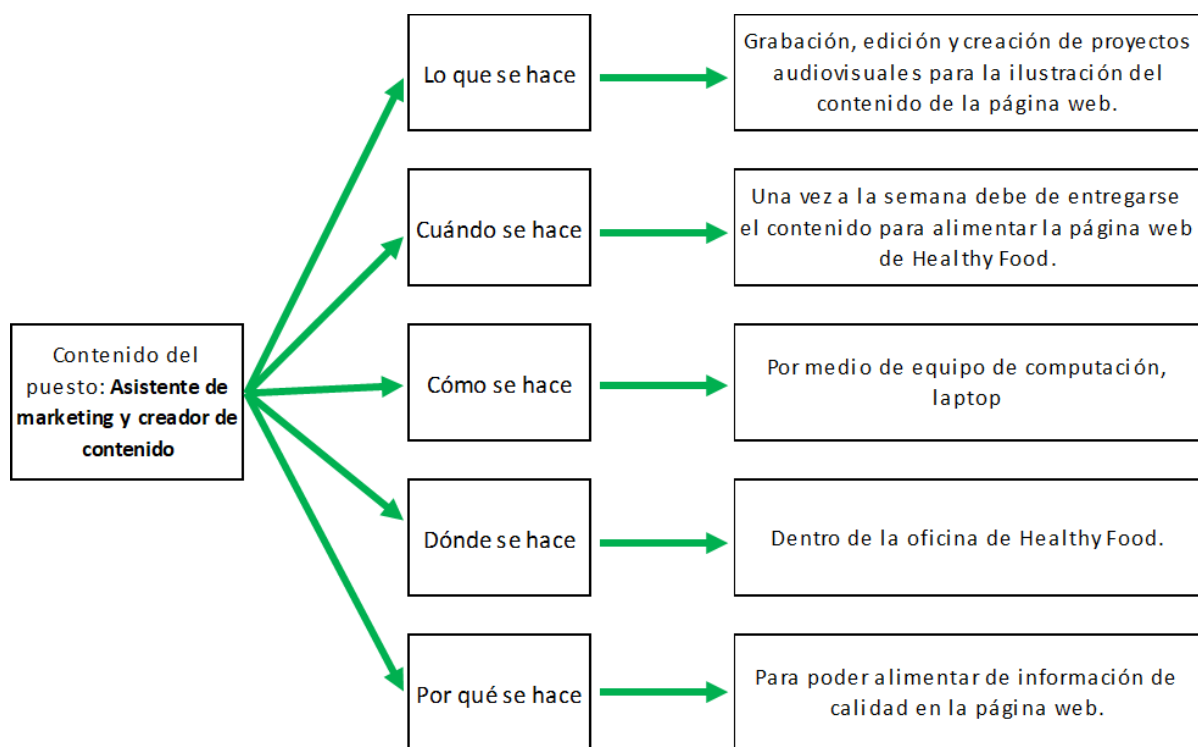 Contenido del
puesto: Asistente de
marketing y creador de
contenido
Lo que se hace
Grabación, edición y creación de proyectos
audiovisuales para la ilustración del
contenido de la página web.
Cuándo se hace
Una vez a la semana debe de entregarse
el contenido para alimentar la página web
de Healthy Food.
Cómo se hace
Por medio de equipo de computación,
laptop
Dónde se hace
Dentro de la oficina de Healthy Food.
Por qué se hace
Para poder alimentar de información de
calidad en la página web.